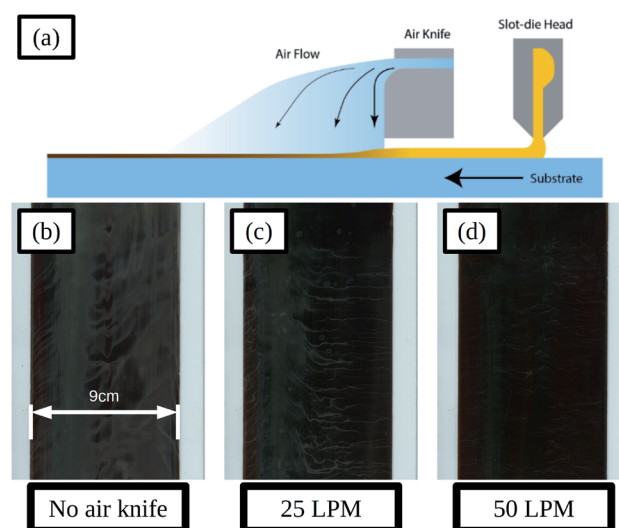 (a)
Air Flow
Air Knife
Slot-die Head
Substrate
(b)
(c)
(d)
9cm
No air knife
25 LPM
50 LPM